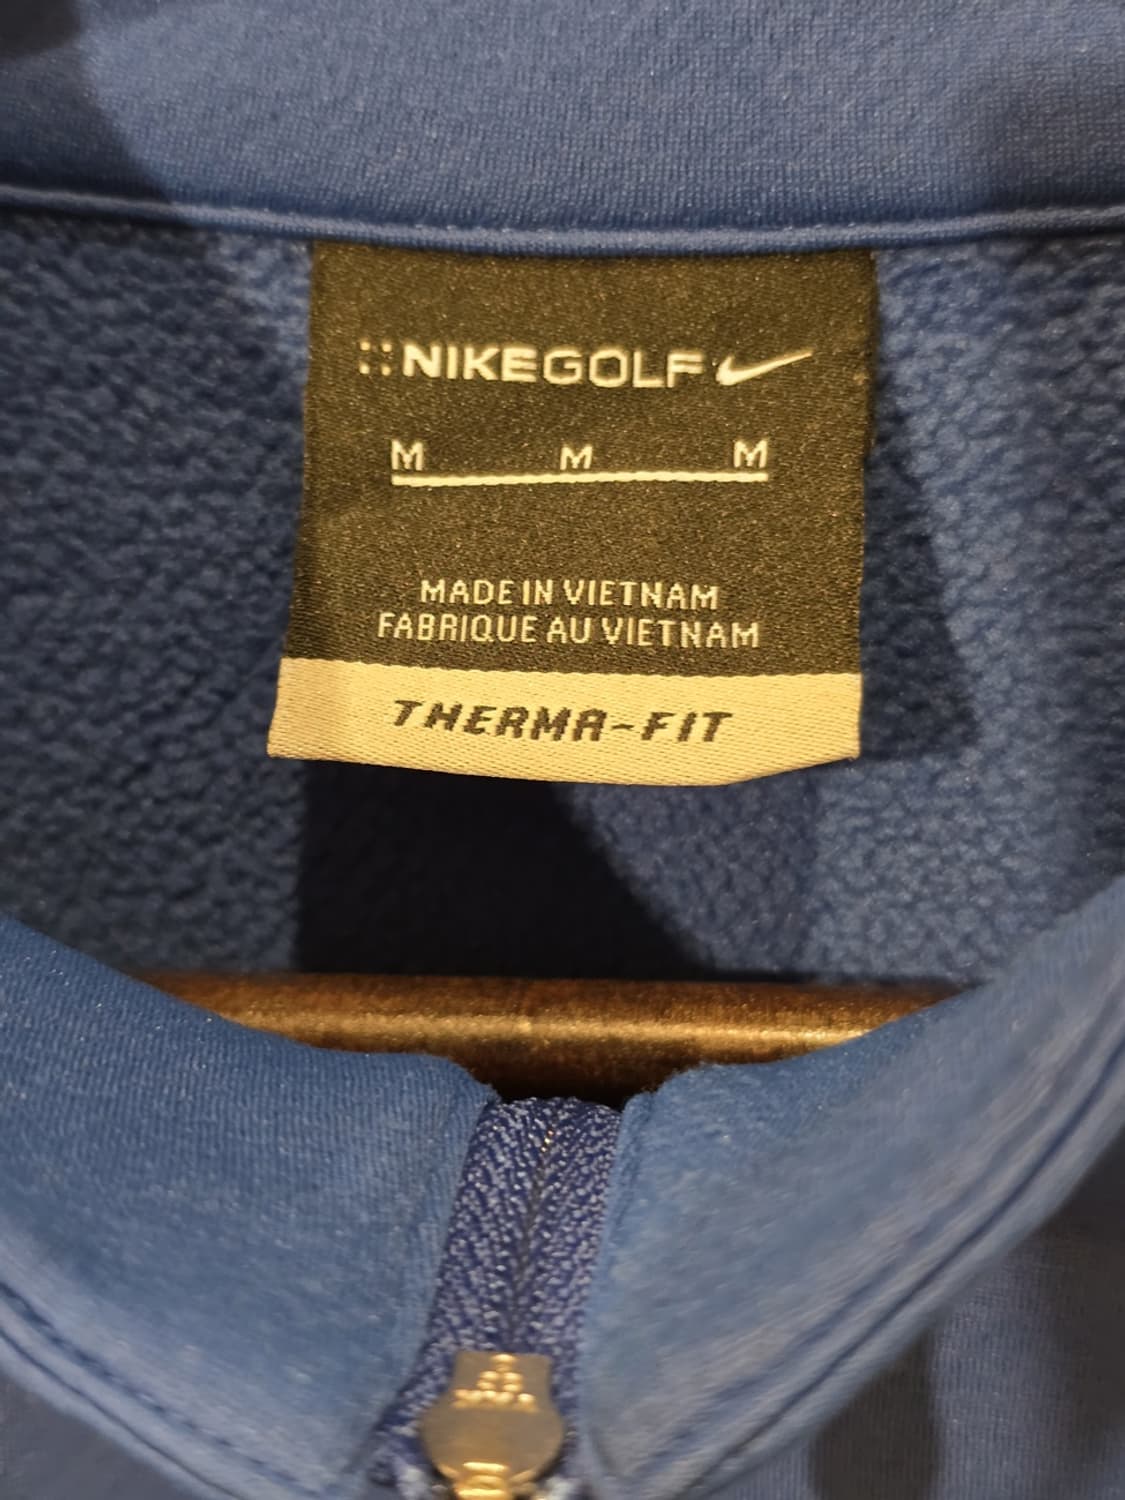 NIKEGOLF
M M M
MADE IN VIETNAM
FABRIQUE AU VIETNAM
THERMA-FIT